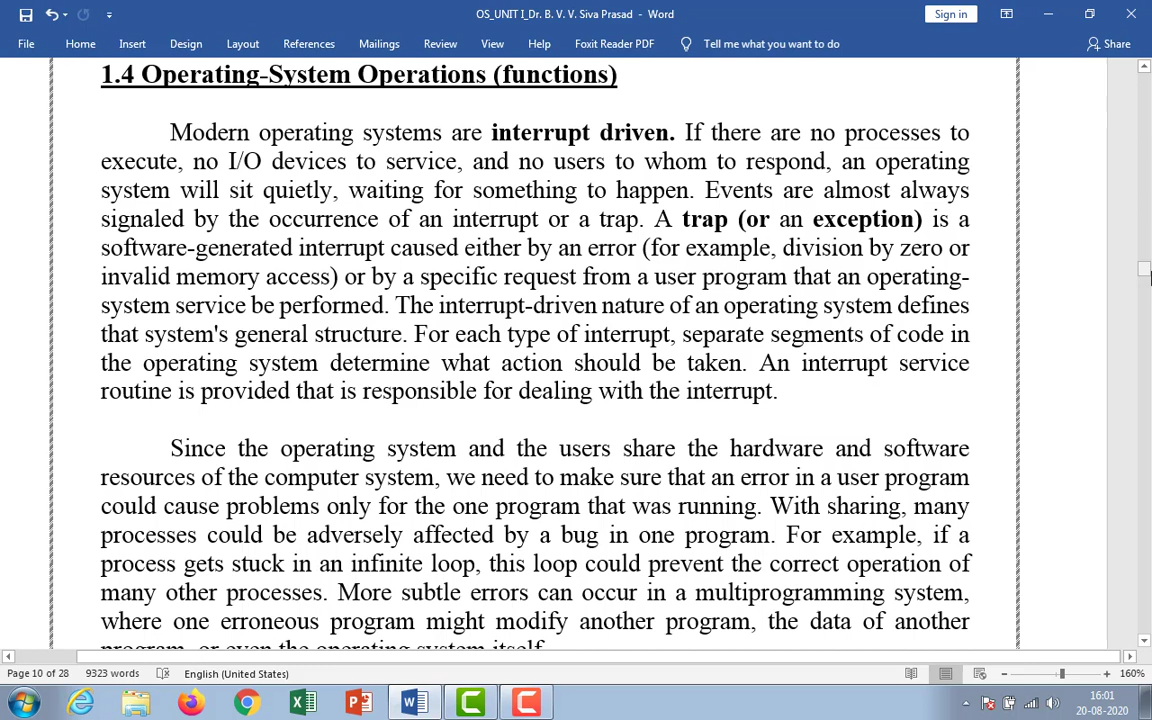 OS_UNIT I_Dr. B. V. V. Siva Prasad - Word
Sign in
File Home Insert Design Layout References Mailings Review View Help Foxit Reader PDF Tell me what you want to do Share
1.4 Operating-System Operations (functions)
Modern operating systems are interrupt driven. If there are no processes to
execute, no I/O devices to service, and no users to whom to respond, an operating
system will sit quietly, waiting for something to happen. Events are almost always
signaled by the occurrence of an interrupt or a trap. A trap (or an exception) is a
software-generated interrupt caused either by an error (for example, division by zero or
invalid memory access) or by a specific request from a user program that an operating-
system service be performed. The interrupt-driven nature of an operating system defines
that system's general structure. For each type of interrupt, separate segments of code in
the operating system determine what action should be taken. An interrupt service
routine is provided that is responsible for dealing with the interrupt.
Since the operating system and the users share the hardware and software
resources of the computer system, we need to make sure that an error in a user program
could cause problems only for the one program that was running. With sharing, many
processes could be adversely affected by a bug in one program. For example, if a
process gets stuck in an infinite loop, this loop could prevent the correct operation of
many other processes. More subtle errors can occur in a multiprogramming system,
where one erroneous program might modify another program, the data of another
program, or even the operating system itself.
Page 10 of 28 9323 words English (United States) 160%
16:01
20-08-2020